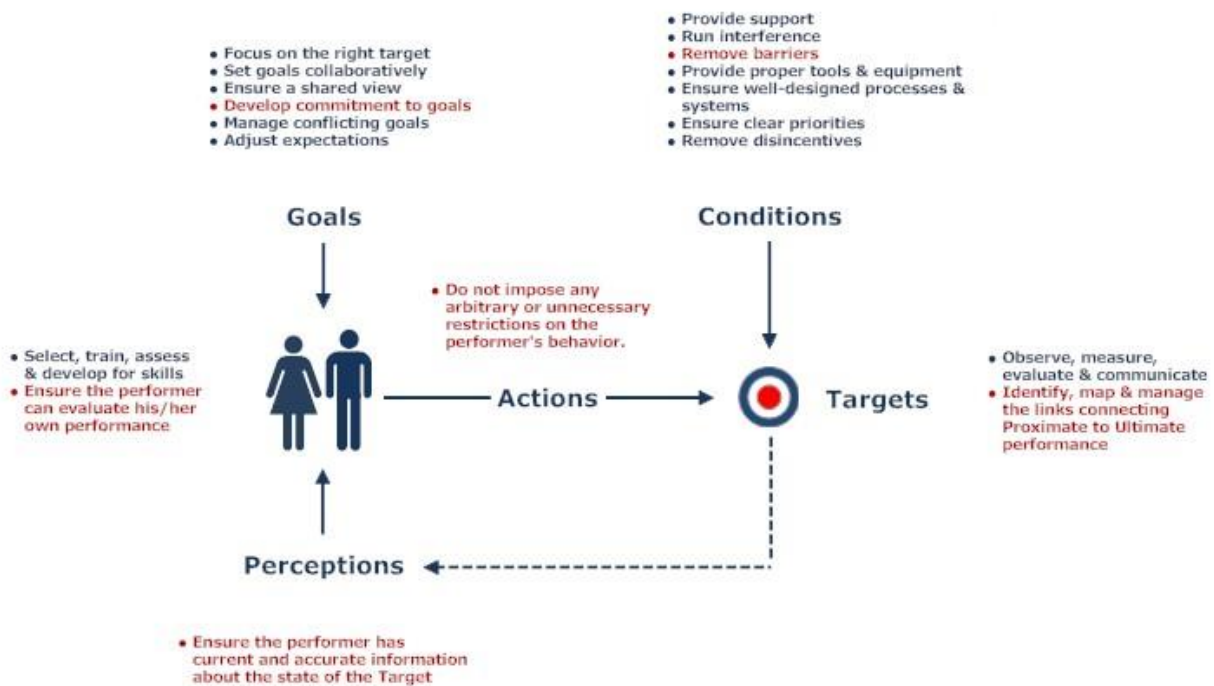 • Focus on the right target
• Set goals collaboratively
• Ensure a shared view
• Develop commitment to goals
• Manage conflicting goals
• Adjust expectations
• Provide support
• Run interference
• Remove barriers
• Provide proper tools & equipment
• Ensure well-designed processes &
systems
• Ensure clear priorities
• Remove disincentives
Goals
Conditions
• Do not impose any
arbitrary or unnecessary
restrictions on the
performer's behavior.
• Select, train, assess
& develop for skills
• Ensure the performer
can evaluate his/her
own performance
Actions
Targets
• Observe, measure,
evaluate & communicate
• Identify, map & manage
the links connecting
Proximate to Ultimate
performance
Perceptions
• Ensure the performer has
current and accurate information
about the state of the Target